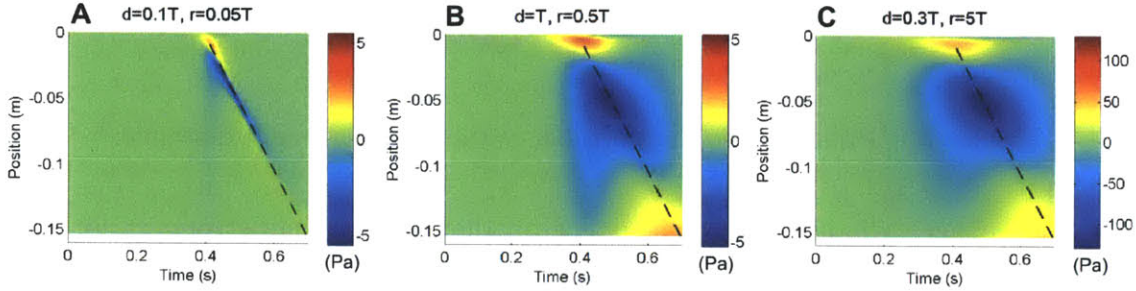 A
d=0.1T, r=0.05T
0
-0.05
-0.1
-0.15
Position (m)
0
0.2
0.4
0.6
Time (s)
5
0
-5
(Pa)
B
d=T, r=0.5T
0
-0.05
-0.1
-0.15
Position (m)
0
0.2
0.4
0.6
Time (s)
5
0
-5
(Pa)
C
d=0.3T, r=5T
0
-0.05
-0.1
-0.15
Position (m)
0
0.2
0.4
0.6
Time (s)
100
50
0
-50
-100
(Pa)